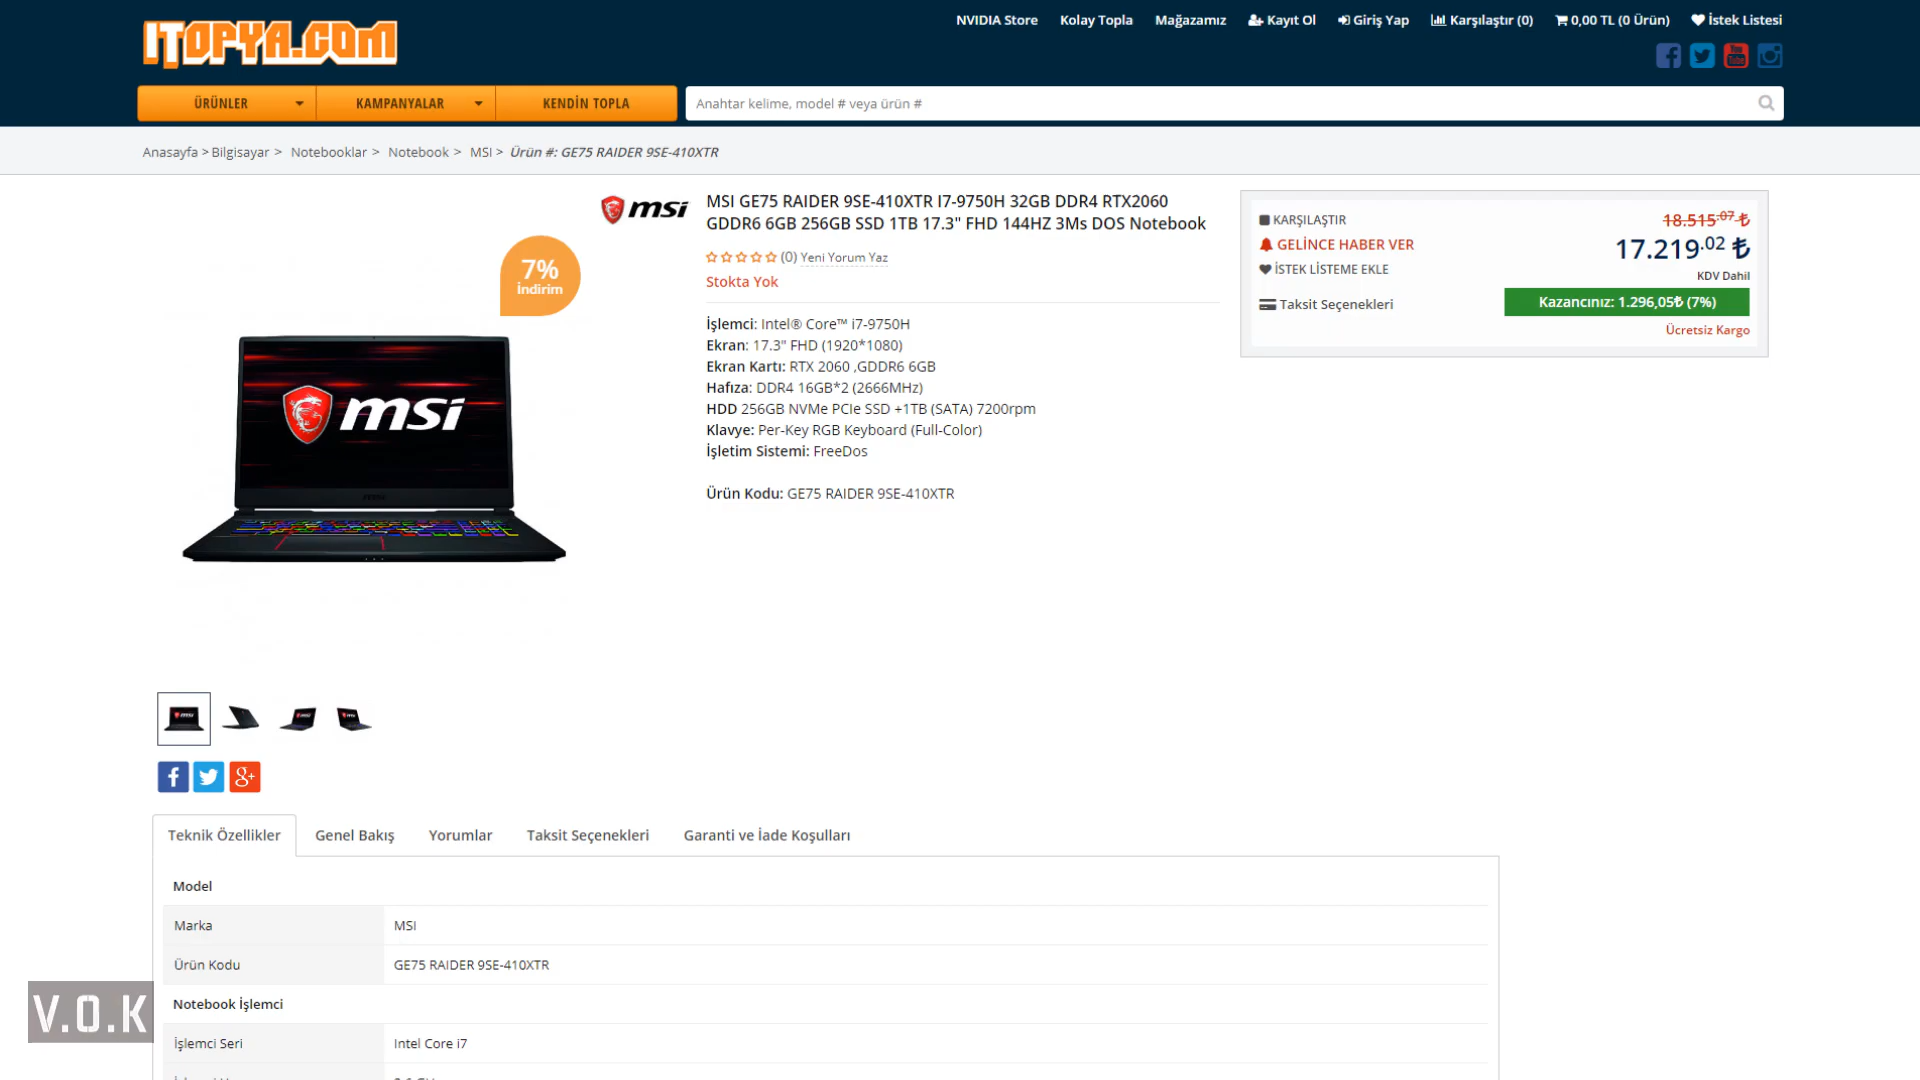 ITOPYA.COM
NVIDIA Store Kolay Topla Mağazamız Kayıt Ol Giriş Yap Karşılaştır (0) 0,00 TL (0 Ürün) İstek Listesi
You Tube
ÜRÜNLER KAMPANYALAR KENDİN TOPLA Anahtar kelime, model # veya ürün #
Anasayfa > Bilgisayar > Notebooklar > Notebook > MSI > Ürün #: GE75 RAIDER 9SE-410XTR
msi
MSI GE75 RAIDER 9SE-410XTR I7-9750H 32GB DDR4 RTX2060
GDDR6 6GB 256GB SSD 1TB 17.3" FHD 144HZ 3Ms DOS Notebook
(0) Yeni Yorum Yaz
Stokta Yok
7%
İndirim
msi
İşlemci: Intel® Core™ i7-9750H
Ekran: 17.3" FHD (1920*1080)
Ekran Kartı: RTX 2060 ,GDDR6 6GB
Hafıza: DDR4 16GB*2 (2666MHz)
HDD 256GB NVMe PCIe SSD +1TB (SATA) 7200rpm
Klavye: Per-Key RGB Keyboard (Full-Color)
İşletim Sistemi: FreeDos
Ürün Kodu: GE75 RAIDER 9SE-410XTR
KARŞILAŞTIR 18.515.07 ₺
GELİNCE HABER VER 17.219.02 ₺
İSTEK LİSTEME EKLE KDV Dahil
Taksit Seçenekleri Kazancınız: 1.296,05₺ (7%)
Ücretsiz Kargo
f g+
Teknik Özellikler Genel Bakış Yorumlar Taksit Seçenekleri Garanti ve İade Koşulları
Model
Marka MSI
Ürün Kodu GE75 RAIDER 9SE-410XTR
Notebook İşlemci
İşlemci Seri Intel Core i7
V.O.K